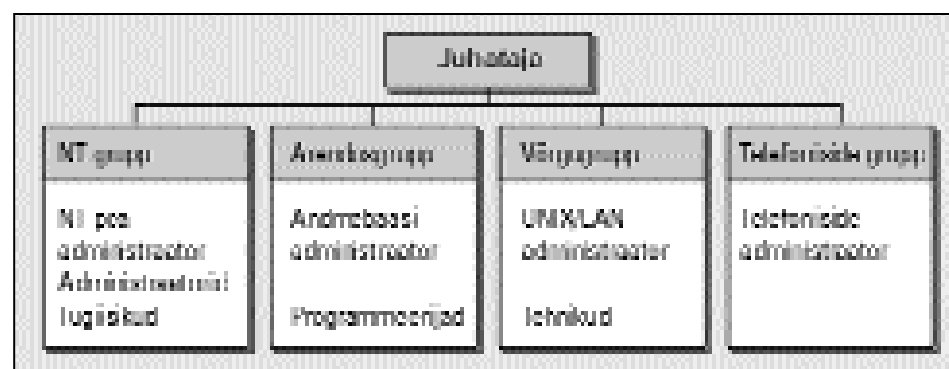 Juhataja
NT grupp
NT pea
administraator
Administraatorid
Tugiisikud
Arendusgrupp
Andmebaasi
administraator
Programmeerijad
Võrgugrupp
UNIX/LAN
administraator
Tehnikud
Telefoniside grupp
Telefoniside
administraator